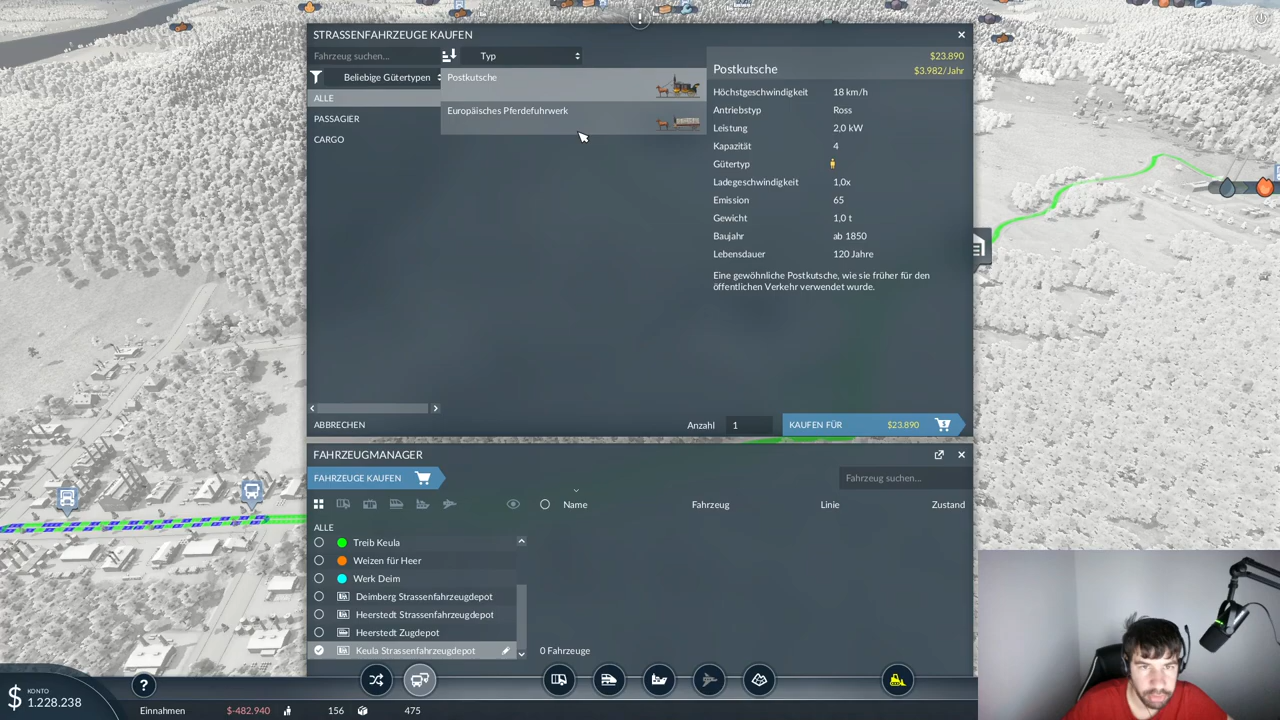 STRASSENFAHRZEUGE KAUFEN
Fahrzeug suchen...
Typ
Beliebige Gütertypen
ALLE
PASSAGIER
CARGO
Postkutsche
Europäisches Pferdefuhrwerk
$23.890
Postkutsche
$3.982/Jahr
Höchstgeschwindigkeit 18 km/h
Antriebstyp Ross
Leistung 2,0 kW
Kapazität 4
Gütertyp
Ladegeschwindigkeit 1,0x
Emission 65
Gewicht 1,0 t
Baujahr ab 1850
Lebensdauer 120 Jahre
Eine gewöhnliche Postkutsche, wie sie früher für den
öffentlichen Verkehr verwendet wurde.
ABBRECHEN
Anzahl 1
KAUFEN FÜR $23.890
FAHRZEUGMANAGER
FAHRZEUGE KAUFEN
Fahrzeug suchen...
Name Fahrzeug Linie Zustand
ALLE
Treib Keula
Weizen für Heer
Werk Deim
Deimberg Strassenfahrzeugdepot
Heerstedt Strassenfahrzeugdepot
Heerstedt Zugdepot
Keula Strassenfahrzeugdepot
0 Fahrzeuge
$ KONTO
1.228.238
?
Einnahmen $-482.940 156 475